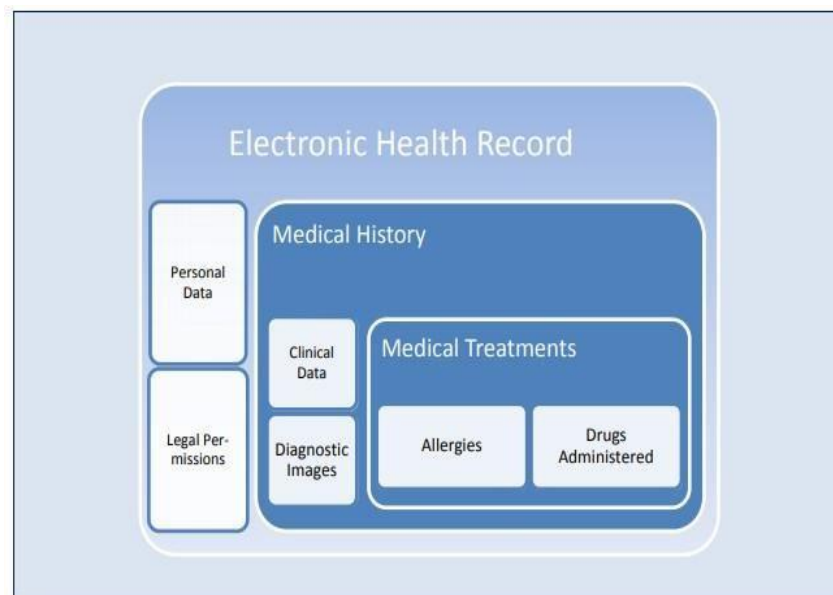 Electronic Health Record
Personal
Data
Legal Per-
missions
Medical History
Clinical
Data
Diagnostic
Images
Medical Treatments
Allergies
Drugs
Administered